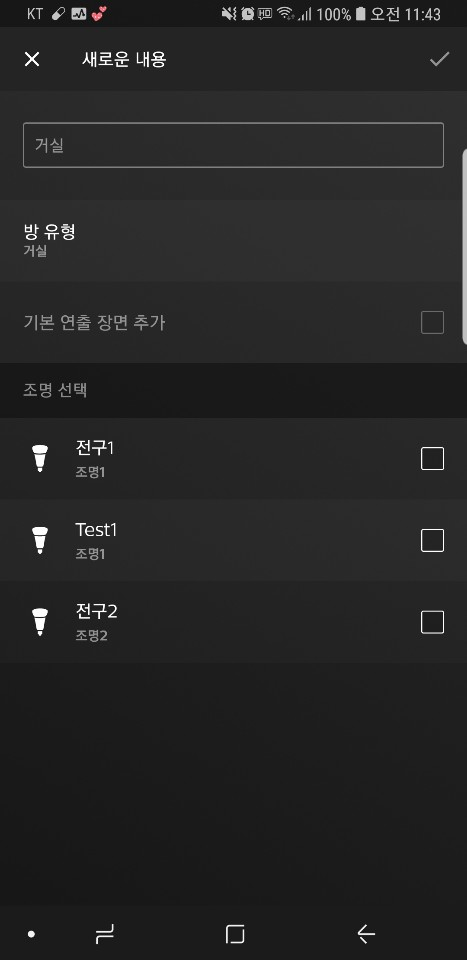 KT HD 100% 오전 11:43
새로운 내용
거실
방 유형
거실
기본 연출 장면 추가
조명 선택
전구1
조명1
Test1
조명1
전구2
조명2